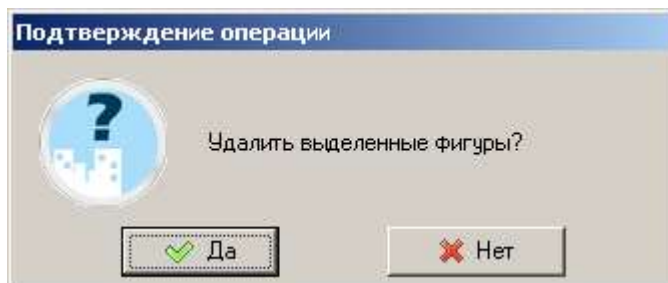 Подтверждение операции
?
Удалить выделенные фигуры?
Да
Нет